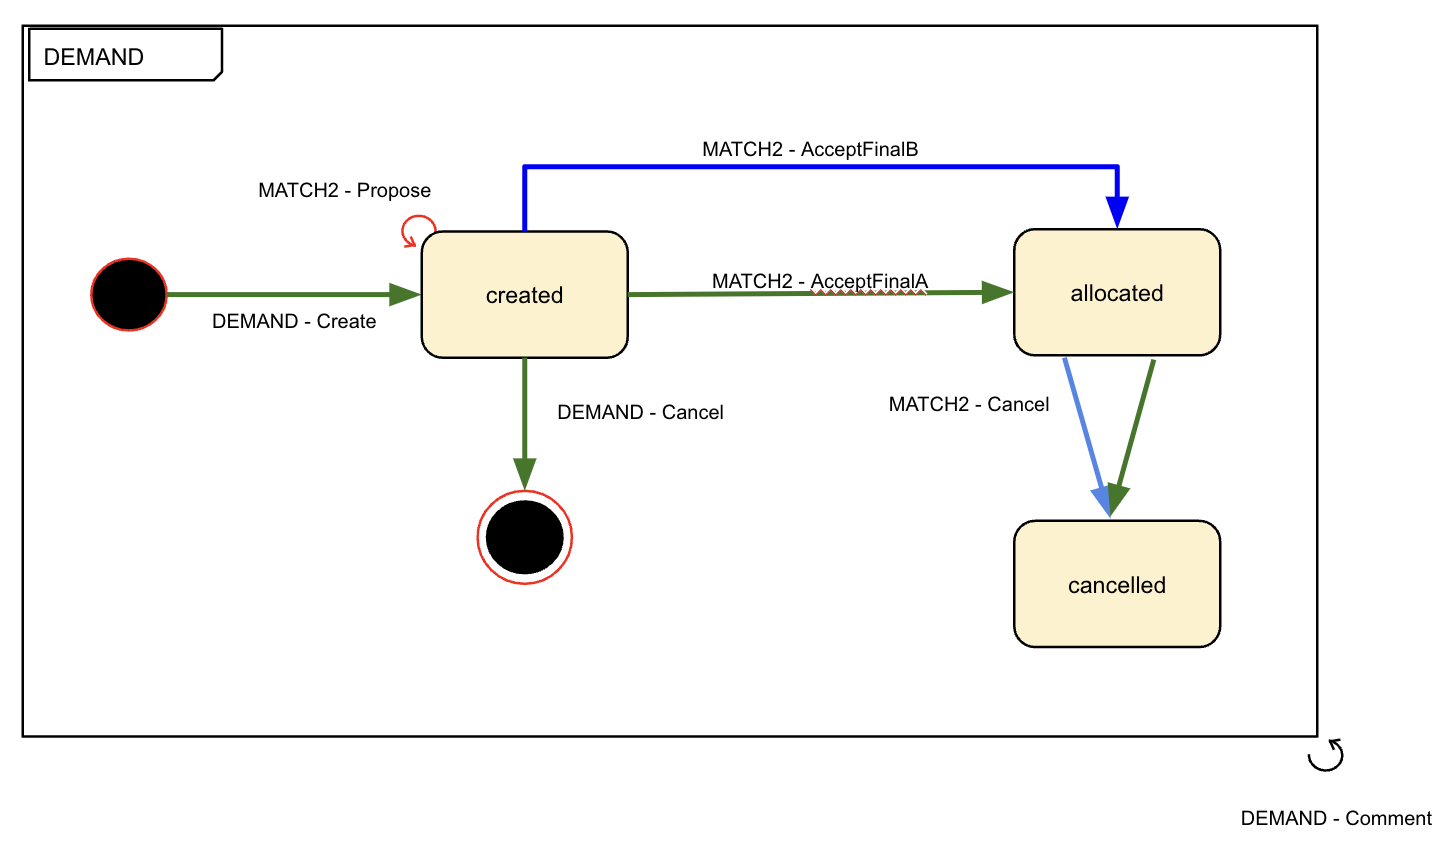 DEMAND
MATCH2 - AcceptFinalB
MATCH2 - Propose
MATCH2 - AcceptFinalA
created
allocated
DEMAND - Create
MATCH2 - Cancel
DEMAND - Cancel
cancelled
DEMAND - Comment